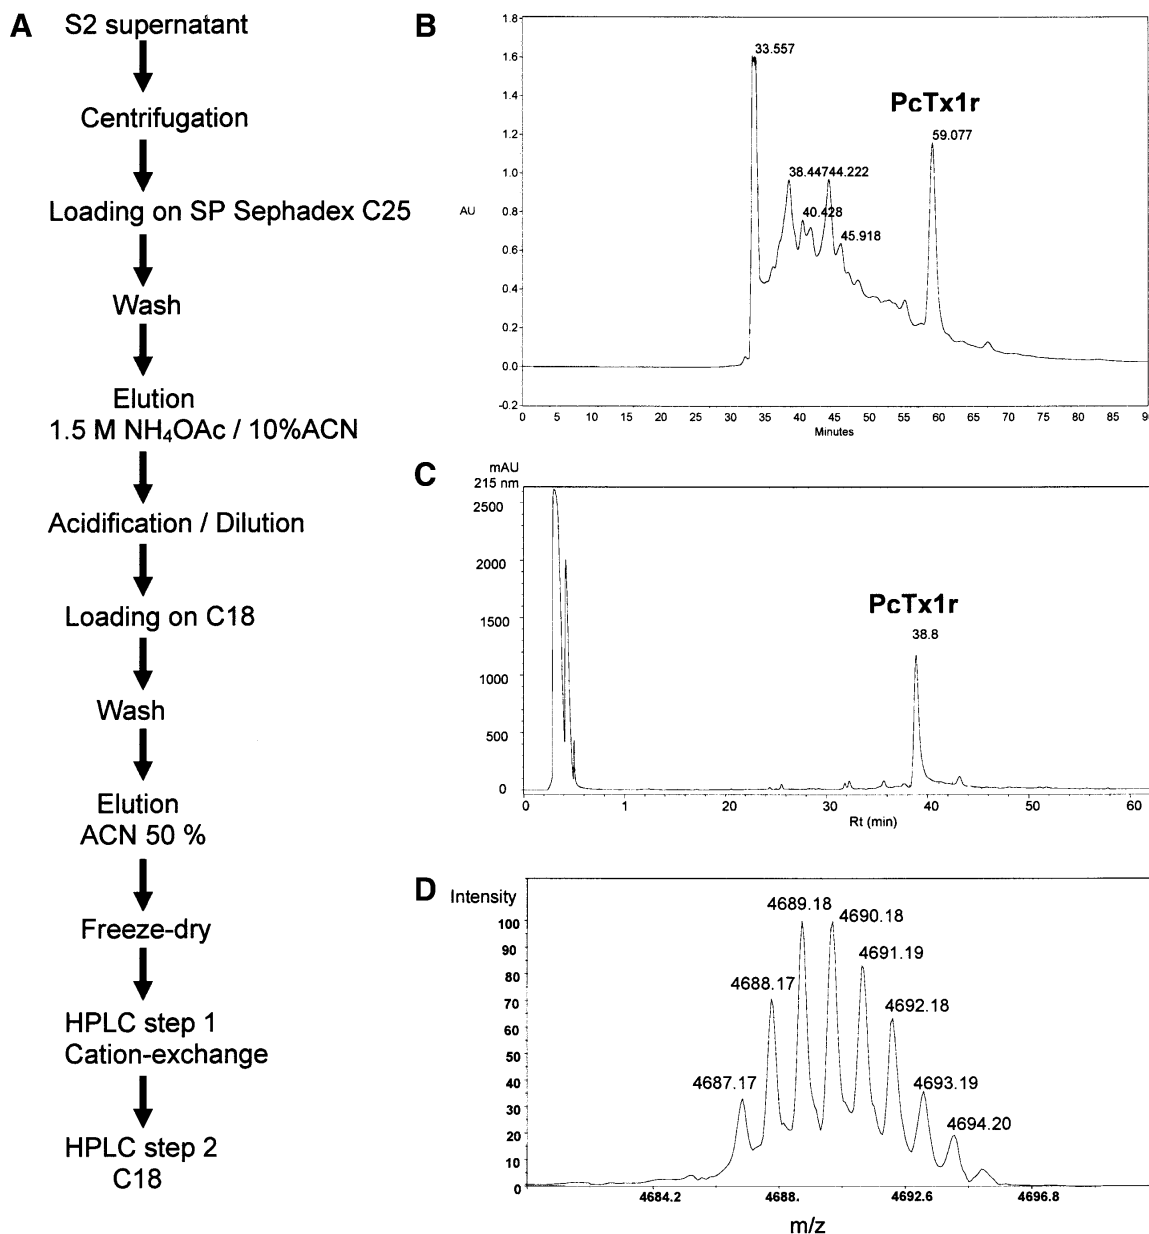 A
S2 supernatant
Centrifugation
Loading on SP Sephadex C25
Wash
Elution
1.5 M NH₄OAc / 10%ACN
Acidification / Dilution
Loading on C18
Wash
Elution
ACN 50 %
Freeze-dry
HPLC step 1
Cation-exchange
HPLC step 2
C18
B
1.8
1.6
1.4
1.2
1.0
0.8
0.6
0.4
0.2
0.0
-0.2
AU
33.557
38.44744.222
40.428
45.918
PcTx1r
59.077
0 5 10 15 20 25 30 35 40 45 50 55 60 65 70 75 80 85 9
Minutes
C
mAU
215 nm
2500
2000
1500
1000
500
0
PcTx1r
38.8
0 1 20 30 40 50 60
Rt (min)
D
Intensity
100
90
80
70
60
50
40
30
20
10
0
4687.17
4688.17
4689.18
4690.18
4691.19
4692.18
4693.19
4694.20
4684.2 4688. 4692.6 4696.8
m/z